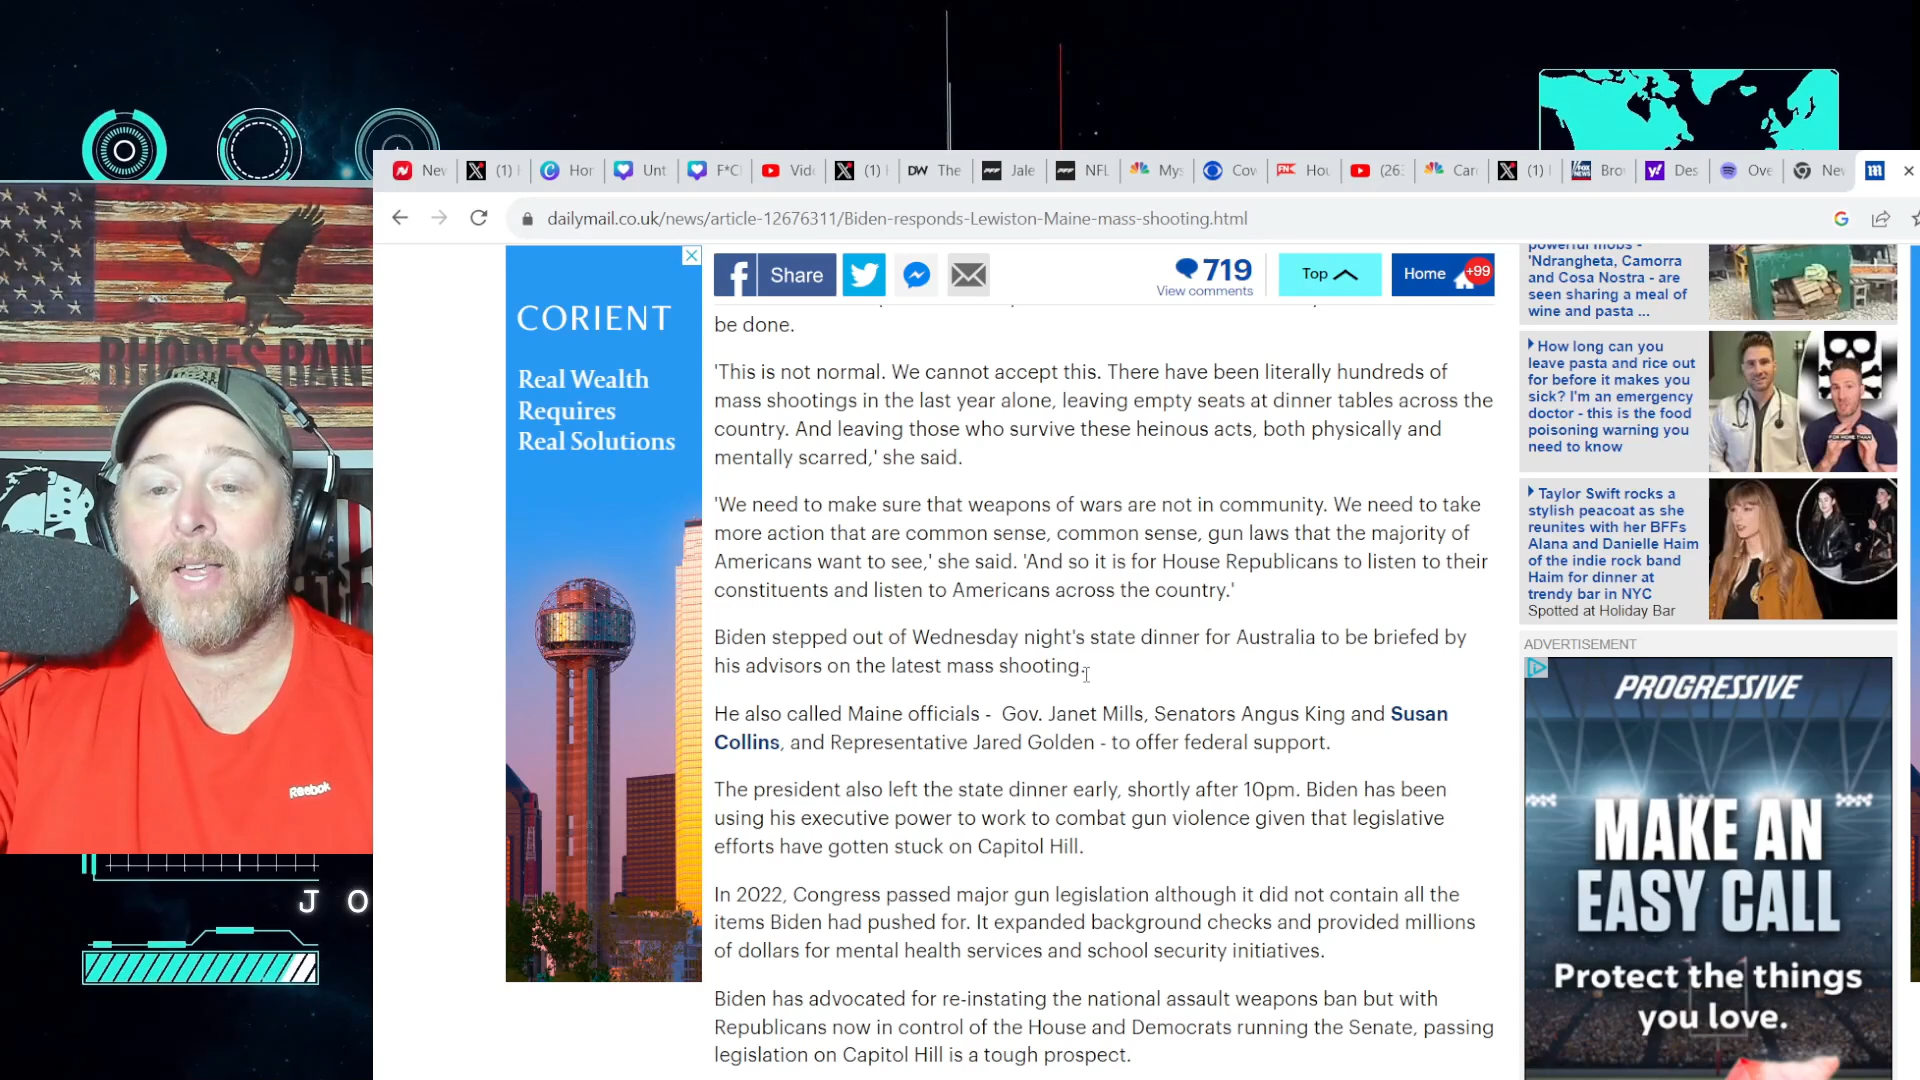 Nev
(1)
Hor
Unt
F*C
Vid
(1)
DW The
Jale
NFL
Mys
Cov
Hou
(26
Car
(1)
Bro
Des
Ove
Nev
dailymail.co.uk/news/article-12676311/Biden-responds-Lewiston-Maine-mass-shooting.html
RHODES RAN
Reebok
J O
CORIENT
Real Wealth
Requires
Real Solutions
Share
719
View comments
Top
Home
+99
be done.
'This is not normal. We cannot accept this. There have been literally hundreds of
mass shootings in the last year alone, leaving empty seats at dinner tables across the
country. And leaving those who survive these heinous acts, both physically and
mentally scarred,' she said.
'We need to make sure that weapons of wars are not in community. We need to take
more action that are common sense, common sense, gun laws that the majority of
Americans want to see,' she said. 'And so it is for House Republicans to listen to their
constituents and listen to Americans across the country.'
Biden stepped out of Wednesday night's state dinner for Australia to be briefed by
his advisors on the latest mass shooting.
He also called Maine officials - Gov. Janet Mills, Senators Angus King and Susan
Collins, and Representative Jared Golden - to offer federal support.
The president also left the state dinner early, shortly after 10pm. Biden has been
using his executive power to work to combat gun violence given that legislative
efforts have gotten stuck on Capitol Hill.
In 2022, Congress passed major gun legislation although it did not contain all the
items Biden had pushed for. It expanded background checks and provided millions
of dollars for mental health services and school security initiatives.
Biden has advocated for re-instating the national assault weapons ban but with
Republicans now in control of the House and Democrats running the Senate, passing
legislation on Capitol Hill is a tough prospect.
powerful mobs -
'Ndrangheta, Camorra
and Cosa Nostra - are
seen sharing a meal of
wine and pasta ...
How long can you
leave pasta and rice out
for before it makes you
sick? I'm an emergency
doctor - this is the food
poisoning warning you
need to know
Taylor Swift rocks a
stylish peacoat as she
reunites with her BFFs
Alana and Danielle Haim
of the indie rock band
Haim for dinner at
trendy bar in NYC
Spotted at Holiday Bar
ADVERTISEMENT
PROGRESSIVE
MAKE AN
EASY CALL
Protect the things
you love.